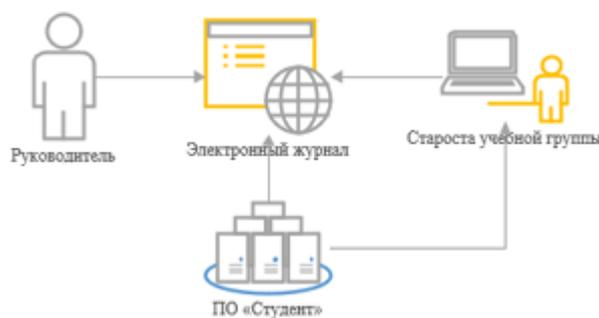 Руководитель
Электронный журнал
Староста учебной группы
ПО «Студент»